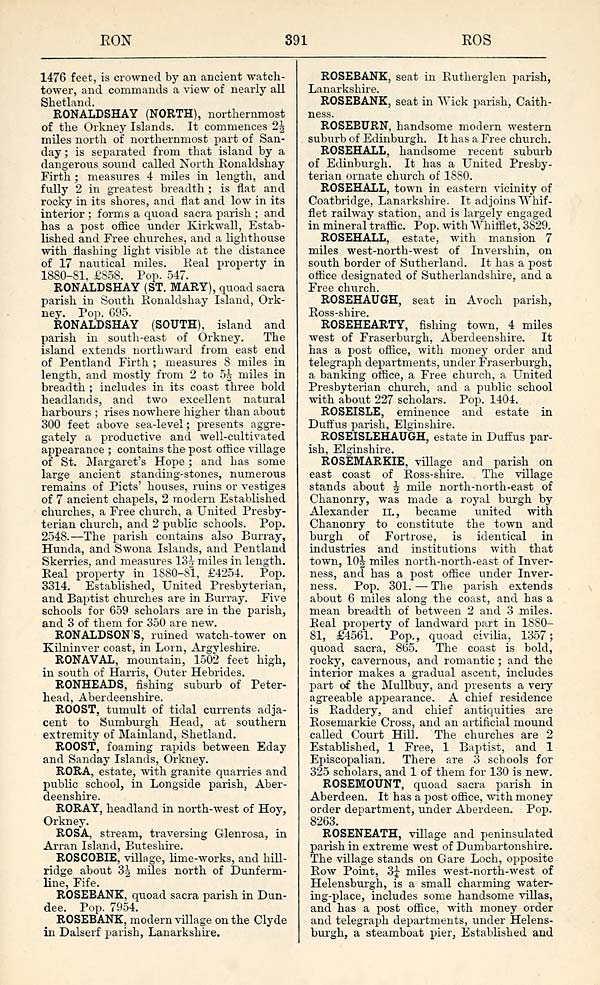 RON 391 ROS
1476 feet, is crowned by an ancient watch-
tower, and commands a view of nearly all
Shetland.
RONALDSHAY (NORTH), northernmost
of the Orkney Islands. It commences 2½
miles north of northernmost part of San-
day; is separated from that island by a
dangerous sound called North Ronaldshay
Firth; measures 4 miles in length, and
fully 2 in greatest breadth; is flat and
rocky in its shores, and flat and low in its
interior; forms a quoad sacra parish; and
has a post office under Kirkwall, Estab-
lished and Free churches, and a lighthouse
with flashing light visible at the distance
of 17 nautical miles. Real property in
1880-81, £858. Pop. 547.
RONALDSHAY (ST. MARY), quoad sacra
parish in South Ronaldshay Island, Ork-
ney. Pop. 695.
RONALDSHAY (SOUTH), island and
parish in south-east of Orkney. The
island extends northward from east end
of Pentland Firth; measures 8 miles in
length, and mostly from 2 to 5½ miles in
breadth; includes in its coast three bold
headlands, and two excellent natural
harbours; rises nowhere higher than about
300 feet above sea-level; presents aggre-
gately a productive and well-cultivated
appearance; contains the post office village
of St. Margaret's Hope; and has some
large ancient standing-stones, numerous
remains of Picts' houses, ruins or vestiges
of 7 ancient chapels, 2 modern Established
churches, a Free church, a United Presby-
terian church, and 2 public schools. Pop.
2548.—The parish contains also Burray,
Hunda, and Swona Islands, and Pentland
Skerries, and measures 13½ miles in length.
Real property in 1880-81, £4254. Pop.
3314. Established, United Presbyterian,
and Baptist churches are in Burray. Five
schools for 659 scholars are in the parish,
and 3 of them for 350 are new.
RONALDSON'S, ruined watch-tower on
Kilninver coast, in Lorn, Argyleshire.
RONAVAL, mountain, 1502 feet high,
in south of Harris, Outer Hebrides.
RONHEADS, fishing suburb of Peter-
head, Aberdeenshire.
ROOST, tumult of tidal currents adja-
cent to Sumburgh Head, at southern
extremity of Mainland, Shetland.
ROOST, foaming rapids between Eday
and Sanday Islands, Orkney.
RORA, estate, with granite quarries and
public school, in Longside parish, Aber-
deenshire.
RORAY, headland in north-west of Hoy,
Orkney.
ROSA, stream, traversing Glenrosa, in
Arran Island, Buteshire.
ROSCOBIE, village, lime-works, and hill-
ridge about 3½ miles north of Dunferm-
line, Fife.
ROSEBANK, quoad sacra parish in Dun-
dee. Pop. 7954.
ROSEBANK, modern village on the Clyde
in Dalserf parish, Lanarkshire.
ROSEBANK, seat in Rutherglen parish,
Lanarkshire.
ROSEBANK, seat in Wick parish, Caith-
ness.
ROSEBURN, handsome modern western
suburb of Edinburgh. It has a Free church.
ROSEHALL, handsome recent suburb
of Edinburgh. It has a United Presby-
terian ornate church of 1880.
ROSEHALL, town in eastern vicinity of
Coatbridge, Lanarkshire. It adjoins Whif-
flet railway station, and is largely engaged
in mineral traffic. Pop. with Whifflet, 3829.
ROSEHALL, estate, with mansion 7
miles west-north-west of Invershin, on
south border of Sutherland. It has a post
office designated of Sutherlandshire, and a
Free church.
ROSEHAUGH, seat in Avoch parish,
Ross-shire.
ROSEHEARTY, fishing town, 4 miles
west of Fraserburgh, Aberdeenshire. It
has a post office, with money order and
telegraph departments, under Fraserburgh,
a banking office, a Free church, a United
Presbyterian church, and a public school
with about 227 scholars. Pop. 1404.
ROSEISLE, eminence and estate in
Duffus parish, Elginshire.
ROSEISLEHAUGH, estate in Duffus par-
ish, Elginshire.
ROSEMARKIE, village and parish on
east coast of Ross-shire. The village
stands about ½ mile north-north-east of
Chanonry, was made a royal burgh by
Alexander II., became united with
Chanonry to constitute the town and
burgh of Fortrose, is identical in
industries and institutions with that
town, 10½ miles north-north-east of Inver-
ness, and has a post office under Inver-
ness. Pop. 301.—The parish extends
about 6 miles along the coast, and has a
mean breadth of between 2 and 3 miles.
Real property of landward part in 1880-
81, £4561. Pop., quoad civilia, 1357;
quoad sacra, 865. The coast is bold,
rocky, cavernous, and romantic; and the
interior makes a gradual ascent, includes
part of the Mullbuy, and presents a very
agreeable appearance. A chief residence
is Raddery, and chief antiquities are
Rosemarkie Cross, and an artificial mound
called Court Hill. The churches are 2
Established, 1 Free, 1 Baptist, and 1
Episcopalian. There are 3 schools for
325 scholars, and 1 of them for 130 is new.
ROSEMOUNT, quoad sacra parish in
Aberdeen. It has a post office, with money
order department, under Aberdeen. Pop.
8263.
ROSENEATH, village and peninsulated
parish in extreme west of Dumbartonshire.
The village stands on Gare Loch, opposite
Row Point, 3¼ miles west-north-west of
Helensburgh, is a small charming water-
ing-place, includes some handsome villas,
and has a post office, with money order
and telegraph departments, under Helens-
burgh, a steamboat pier, Established and